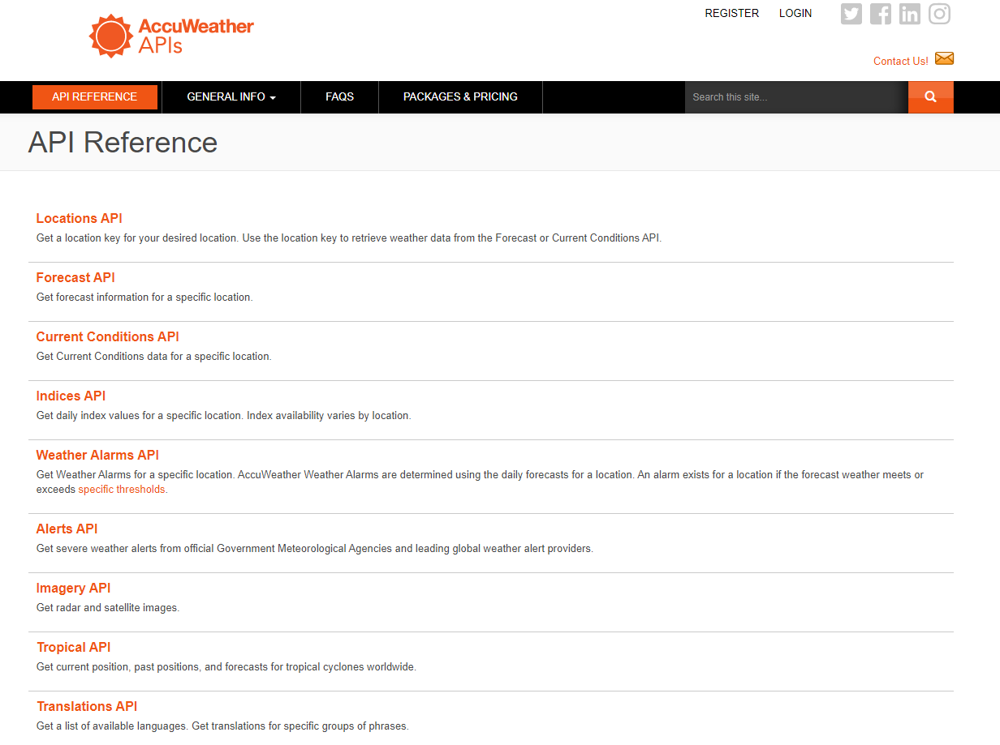 REGISTER LOGIN
AccuWeather
APIs
Contact Us!
API REFERENCE GENERAL INFO FAQS PACKAGES & PRICING Search this site...
API Reference
Locations API
Get a location key for your desired location. Use the location key to retrieve weather data from the Forecast or Current Conditions API.
Forecast API
Get forecast information for a specific location.
Current Conditions API
Get Current Conditions data for a specific location.
Indices API
Get daily index values for a specific location. Index availability varies by location.
Weather Alarms API
Get Weather Alarms for a specific location. AccuWeather Weather Alarms are determined using the daily forecasts for a location. An alarm exists for a location if the forecast weather meets or
exceeds specific thresholds.
Alerts API
Get severe weather alerts from official Government Meteorological Agencies and leading global weather alert providers.
Imagery API
Get radar and satellite images.
Tropical API
Get current position, past positions, and forecasts for tropical cyclones worldwide.
Translations API
Get a list of available languages. Get translations for specific groups of phrases.